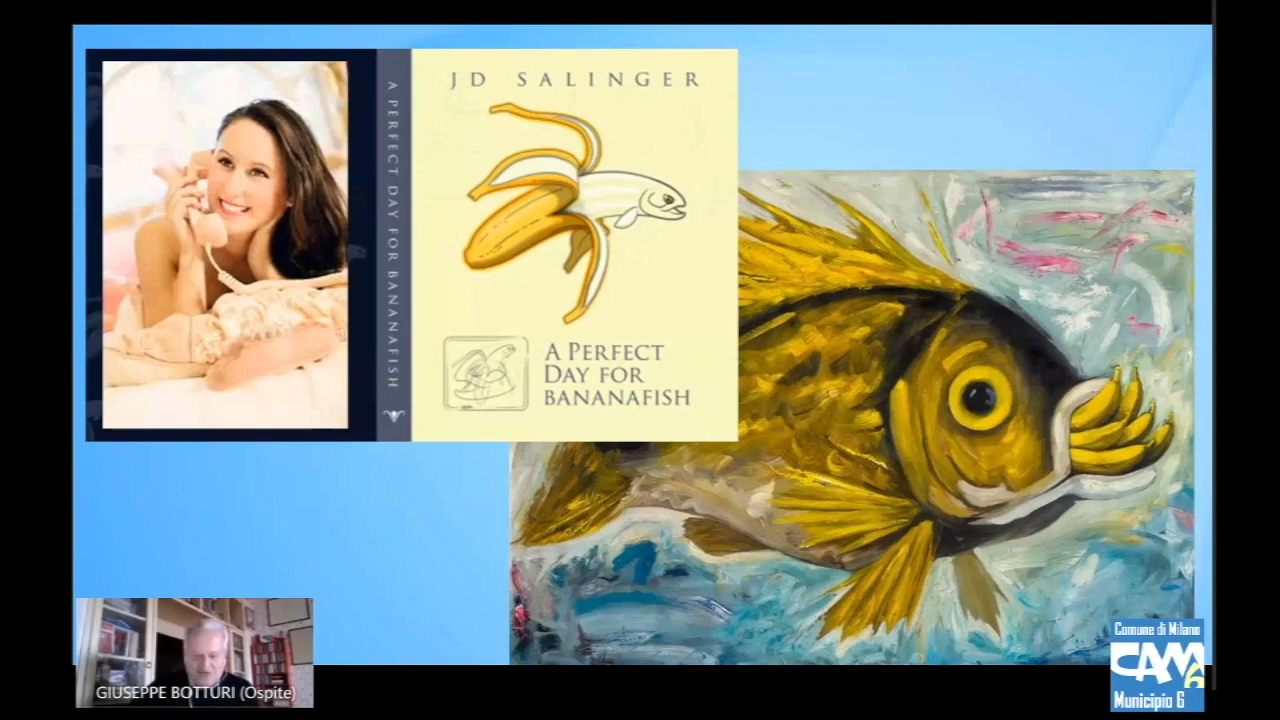 A PERFECT DAY FOR BANANAFISH
JD SALINGER
A PERFECT
DAY FOR
BANANAFISH
GIUSEPPE BOTTURI (Ospite)
Comune di Milano
CAM
6
Municipio 6